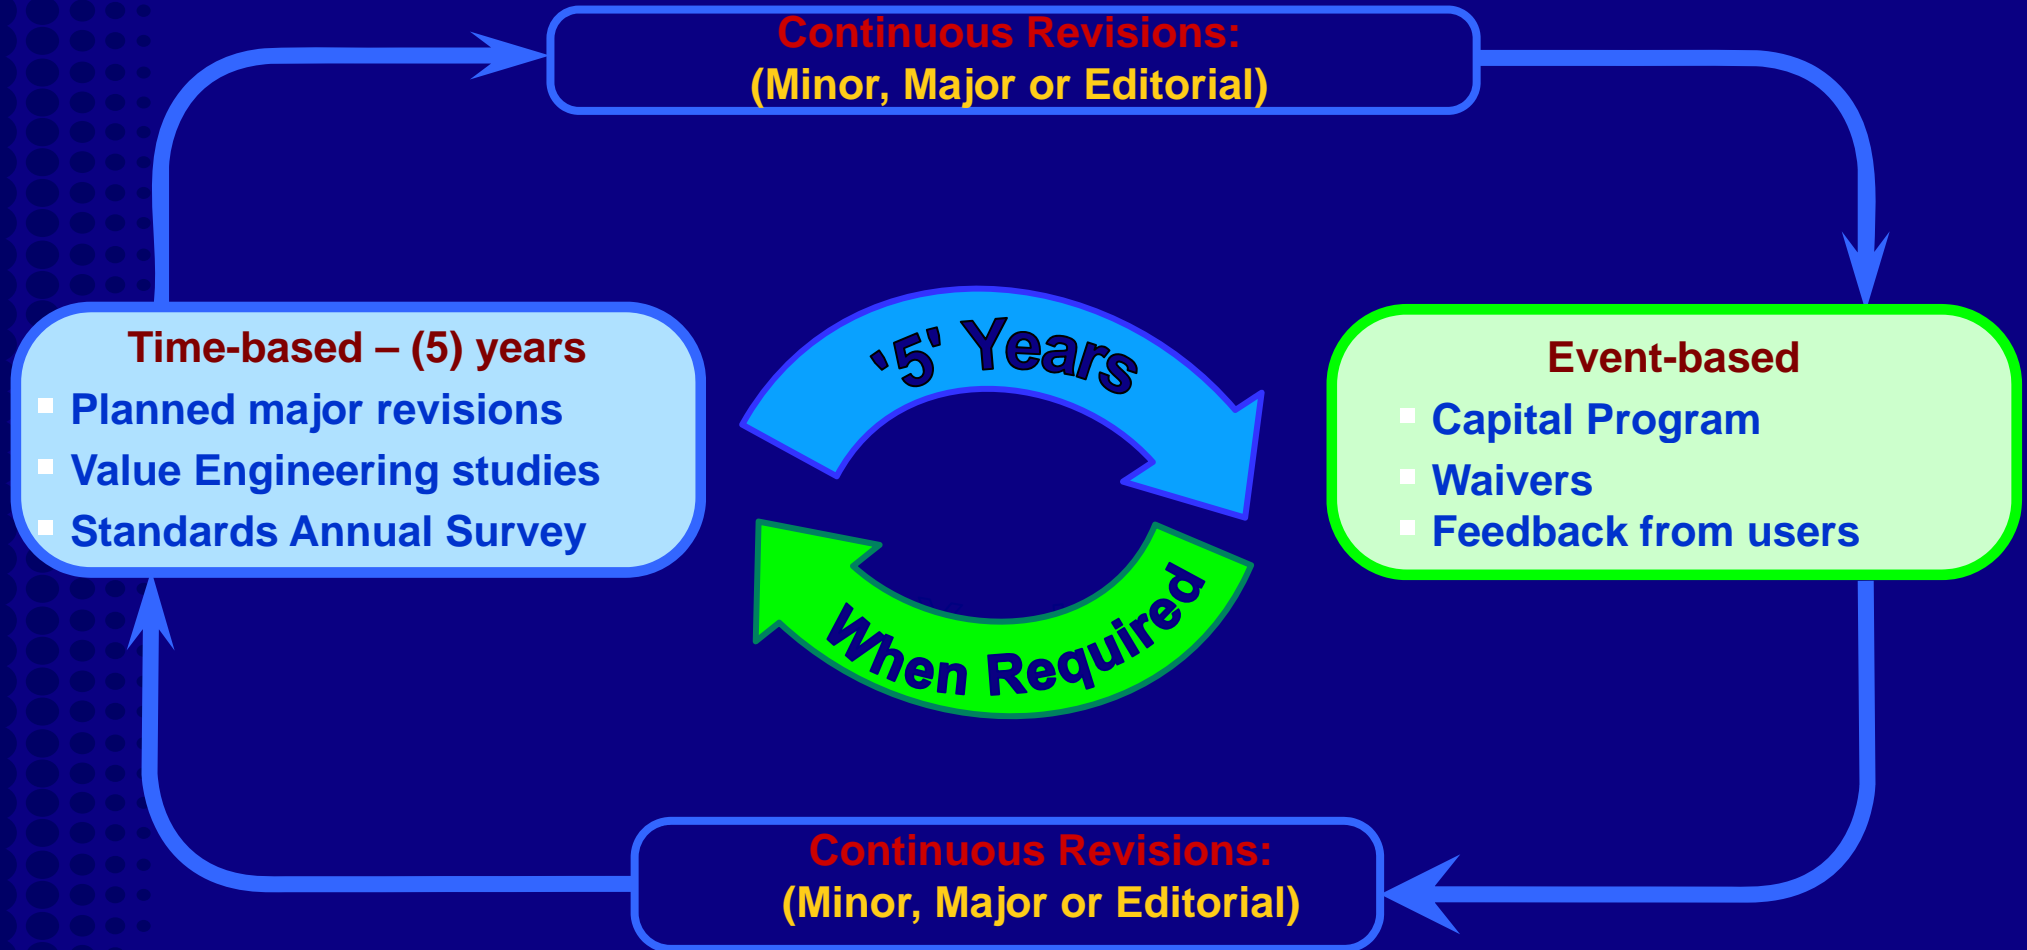 Continuous Revisions:
(Minor, Major or Editorial)
Time-based – (5) years
▪ Planned major revisions
▪ Value Engineering studies
▪ Standards Annual Survey
'5' Years
When Required
Event-based
▪ Capital Program
▪ Waivers
▪ Feedback from users
Continuous Revisions:
(Minor, Major or Editorial)